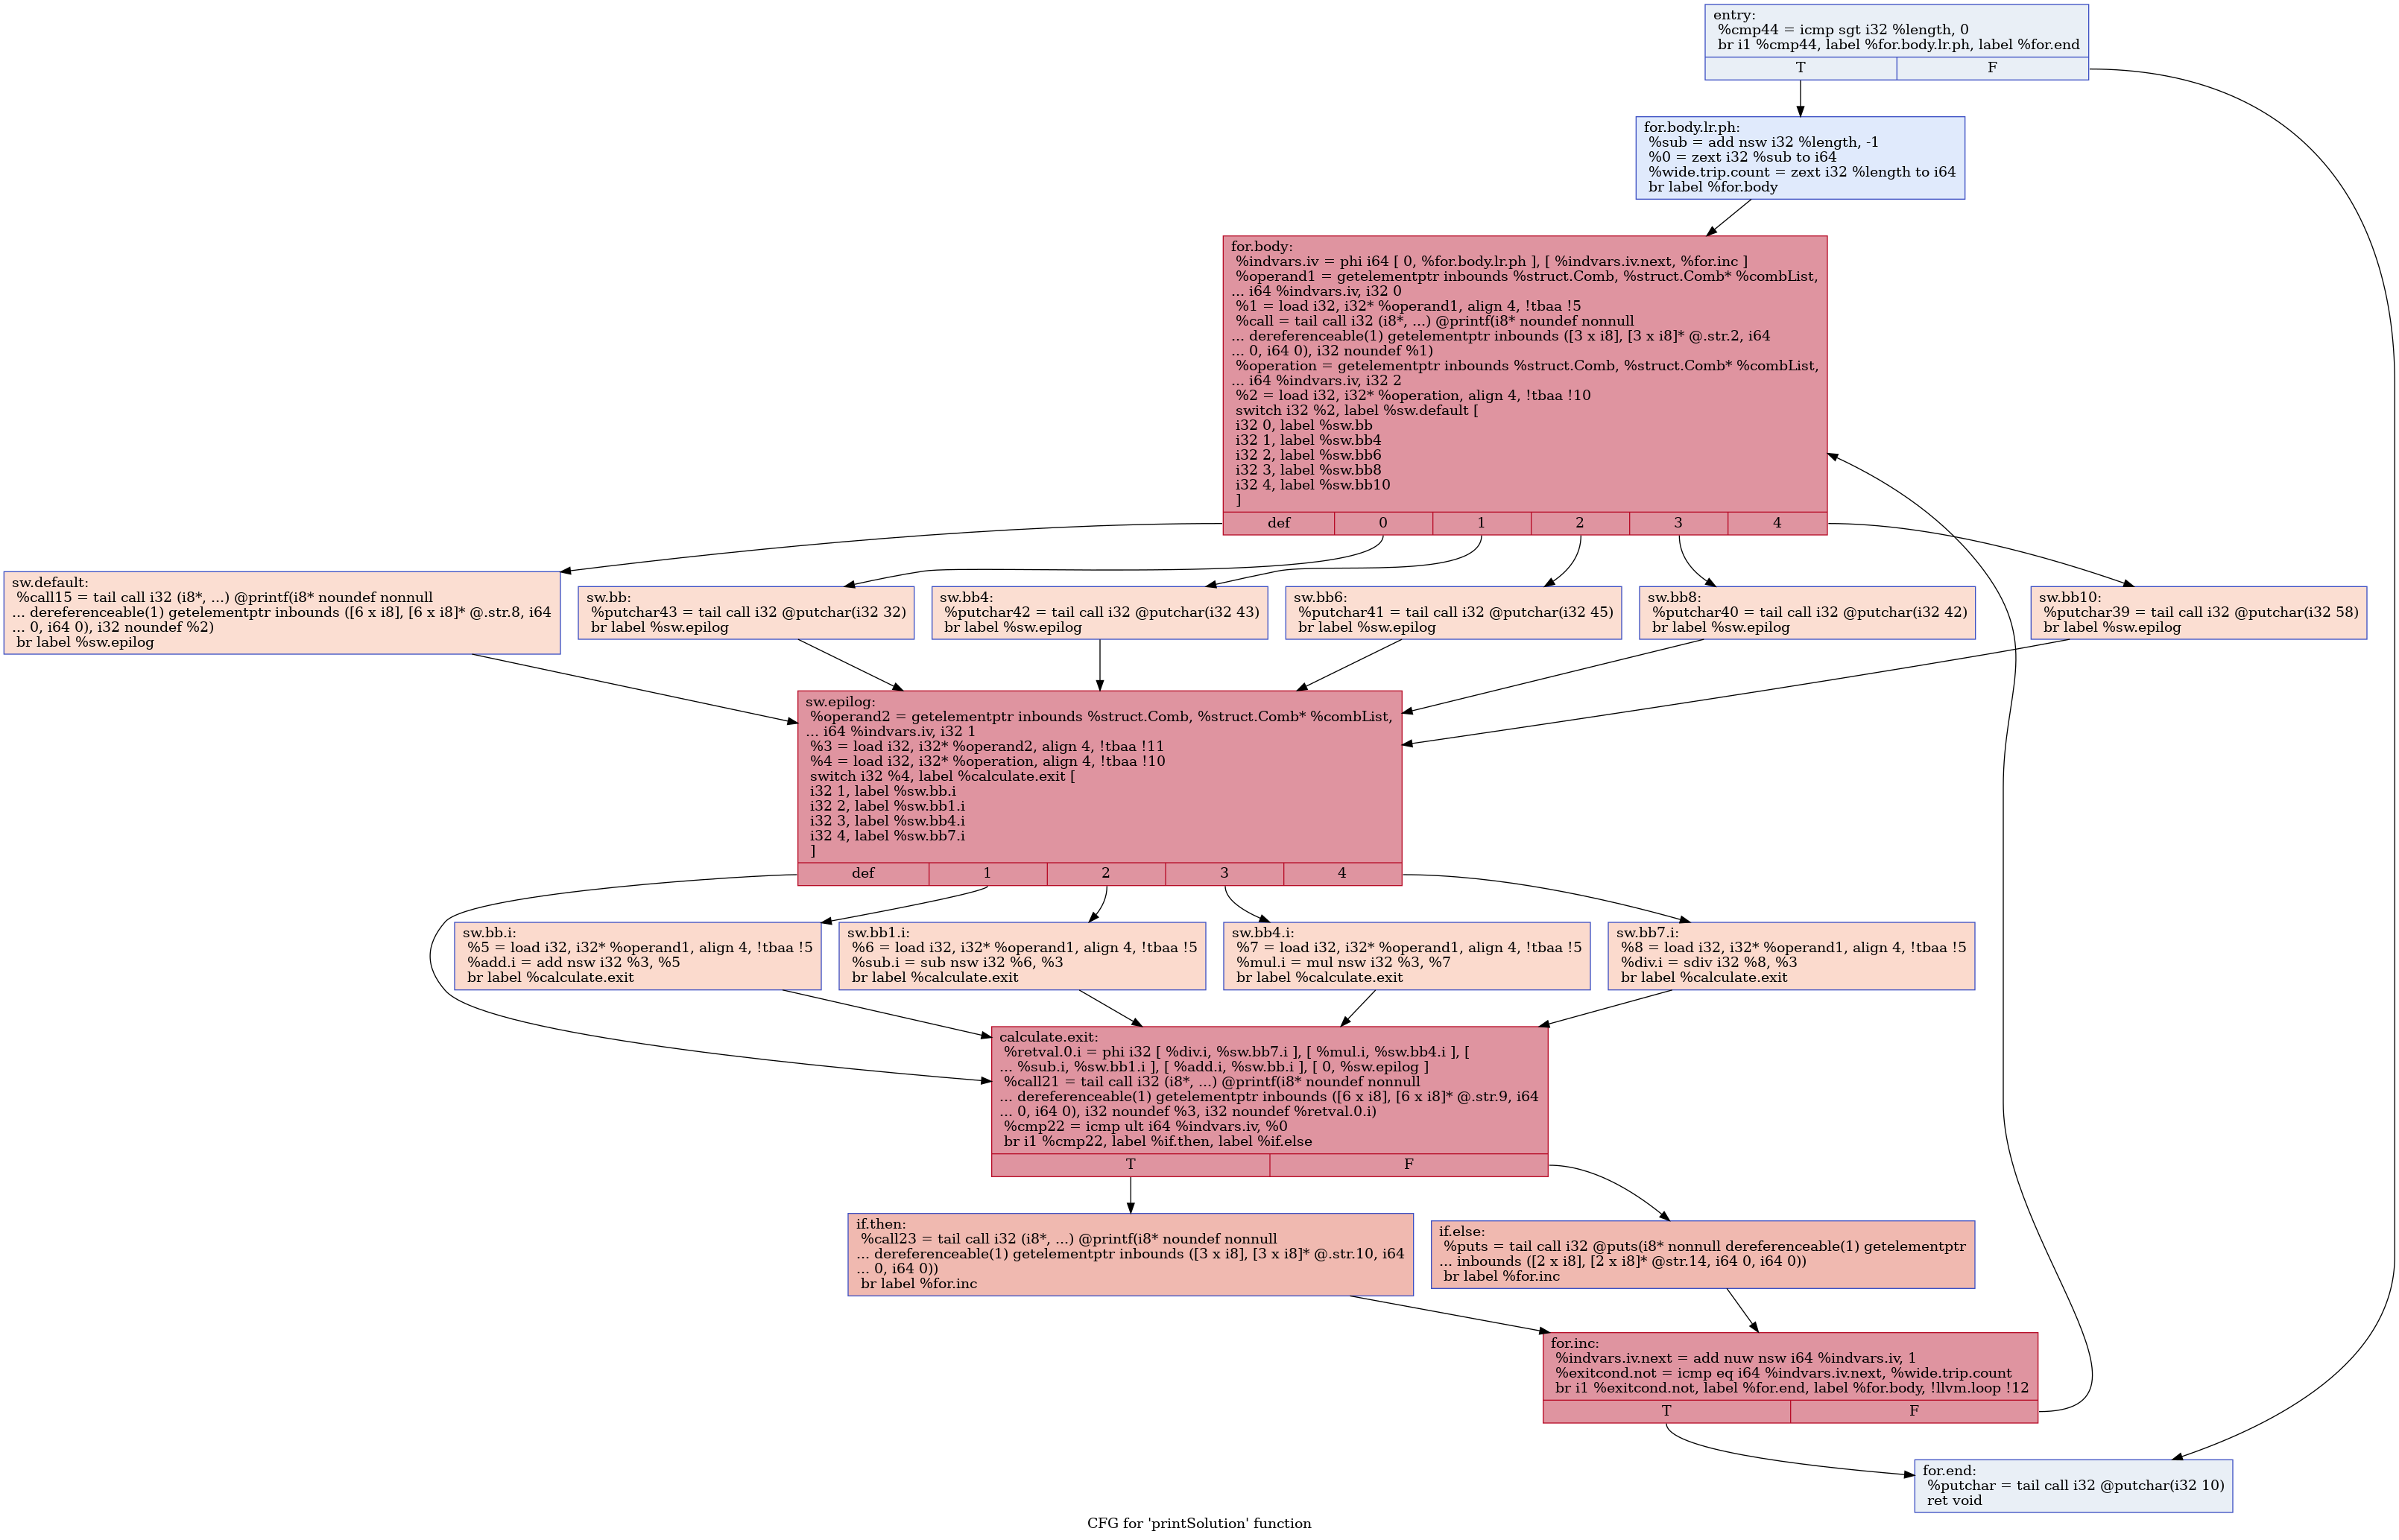 entry:
%cmp44 = icmp sgt i32 %length, 0
br i1 %cmp44, label %for.body.lr.ph, label %for.end
T
F
for.body.lr.ph:
%sub = add nsw i32 %length, -1
%0 = zext i32 %sub to i64
%wide.trip.count = zext i32 %length to i64
br label %for.body
for.body:
%indvars.iv = phi i64 [ 0, %for.body.lr.ph ], [ %indvars.iv.next, %for.inc ]
%operand1 = getelementptr inbounds %struct.Comb, %struct.Comb* %combList,
... i64 %indvars.iv, i32 0
%1 = load i32, i32* %operand1, align 4, !tbaa !5
%call = tail call i32 (i8*, ...) @printf(i8* noundef nonnull
... dereferenceable(1) getelementptr inbounds ([3 x i8], [3 x i8]* @.str.2, i64
... 0, i64 0), i32 noundef %1)
%operation = getelementptr inbounds %struct.Comb, %struct.Comb* %combList,
... i64 %indvars.iv, i32 2
%2 = load i32, i32* %operation, align 4, !tbaa !10
switch i32 %2, label %sw.default [
i32 0, label %sw.bb
i32 1, label %sw.bb4
i32 2, label %sw.bb6
i32 3, label %sw.bb8
i32 4, label %sw.bb10
]
def
0
1
2
3
4
sw.default:
%call15 = tail call i32 (i8*, ...) @printf(i8* noundef nonnull
... dereferenceable(1) getelementptr inbounds ([6 x i8], [6 x i8]* @.str.8, i64
... 0, i64 0), i32 noundef %2)
br label %sw.epilog
sw.bb:
%putchar43 = tail call i32 @putchar(i32 32)
br label %sw.epilog
sw.bb4:
%putchar42 = tail call i32 @putchar(i32 43)
br label %sw.epilog
sw.bb6:
%putchar41 = tail call i32 @putchar(i32 45)
br label %sw.epilog
sw.bb8:
%putchar40 = tail call i32 @putchar(i32 42)
br label %sw.epilog
sw.bb10:
%putchar39 = tail call i32 @putchar(i32 58)
br label %sw.epilog
sw.epilog:
%operand2 = getelementptr inbounds %struct.Comb, %struct.Comb* %combList,
... i64 %indvars.iv, i32 1
%3 = load i32, i32* %operand2, align 4, !tbaa !11
%4 = load i32, i32* %operation, align 4, !tbaa !10
switch i32 %4, label %calculate.exit [
i32 1, label %sw.bb.i
i32 2, label %sw.bb1.i
i32 3, label %sw.bb4.i
i32 4, label %sw.bb7.i
]
def
1
2
3
4
sw.bb.i:
%5 = load i32, i32* %operand1, align 4, !tbaa !5
%add.i = add nsw i32 %3, %5
br label %calculate.exit
sw.bb1.i:
%6 = load i32, i32* %operand1, align 4, !tbaa !5
%sub.i = sub nsw i32 %6, %3
br label %calculate.exit
sw.bb4.i:
%7 = load i32, i32* %operand1, align 4, !tbaa !5
%mul.i = mul nsw i32 %3, %7
br label %calculate.exit
sw.bb7.i:
%8 = load i32, i32* %operand1, align 4, !tbaa !5
%div.i = sdiv i32 %8, %3
br label %calculate.exit
calculate.exit:
%retval.0.i = phi i32 [ %div.i, %sw.bb7.i ], [ %mul.i, %sw.bb4.i ], [
... %sub.i, %sw.bb1.i ], [ %add.i, %sw.bb.i ], [ 0, %sw.epilog ]
%call21 = tail call i32 (i8*, ...) @printf(i8* noundef nonnull
... dereferenceable(1) getelementptr inbounds ([6 x i8], [6 x i8]* @.str.9, i64
... 0, i64 0), i32 noundef %3, i32 noundef %retval.0.i)
%cmp22 = icmp ult i64 %indvars.iv, %0
br i1 %cmp22, label %if.then, label %if.else
T
F
if.then:
%call23 = tail call i32 (i8*, ...) @printf(i8* noundef nonnull
... dereferenceable(1) getelementptr inbounds ([3 x i8], [3 x i8]* @.str.10, i64
... 0, i64 0))
br label %for.inc
if.else:
%puts = tail call i32 @puts(i8* nonnull dereferenceable(1) getelementptr
... inbounds ([2 x i8], [2 x i8]* @str.14, i64 0, i64 0))
br label %for.inc
for.inc:
%indvars.iv.next = add nuw nsw i64 %indvars.iv, 1
%exitcond.not = icmp eq i64 %indvars.iv.next, %wide.trip.count
br i1 %exitcond.not, label %for.end, label %for.body, !llvm.loop !12
T
F
for.end:
%putchar = tail call i32 @putchar(i32 10)
ret void
CFG for 'printSolution' function